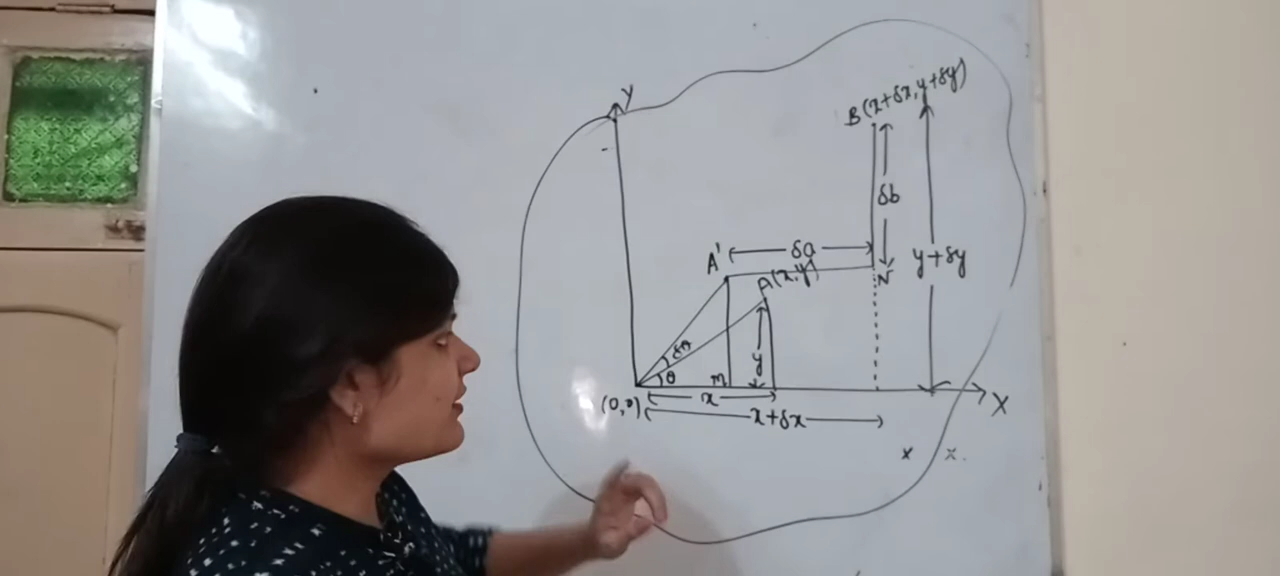 Y
B(x+δx, y+δy)
δb
A' δa
A(x,y)
N y+δy
δθ
θ
y
M
(0,0) x
x+δx
X
x x